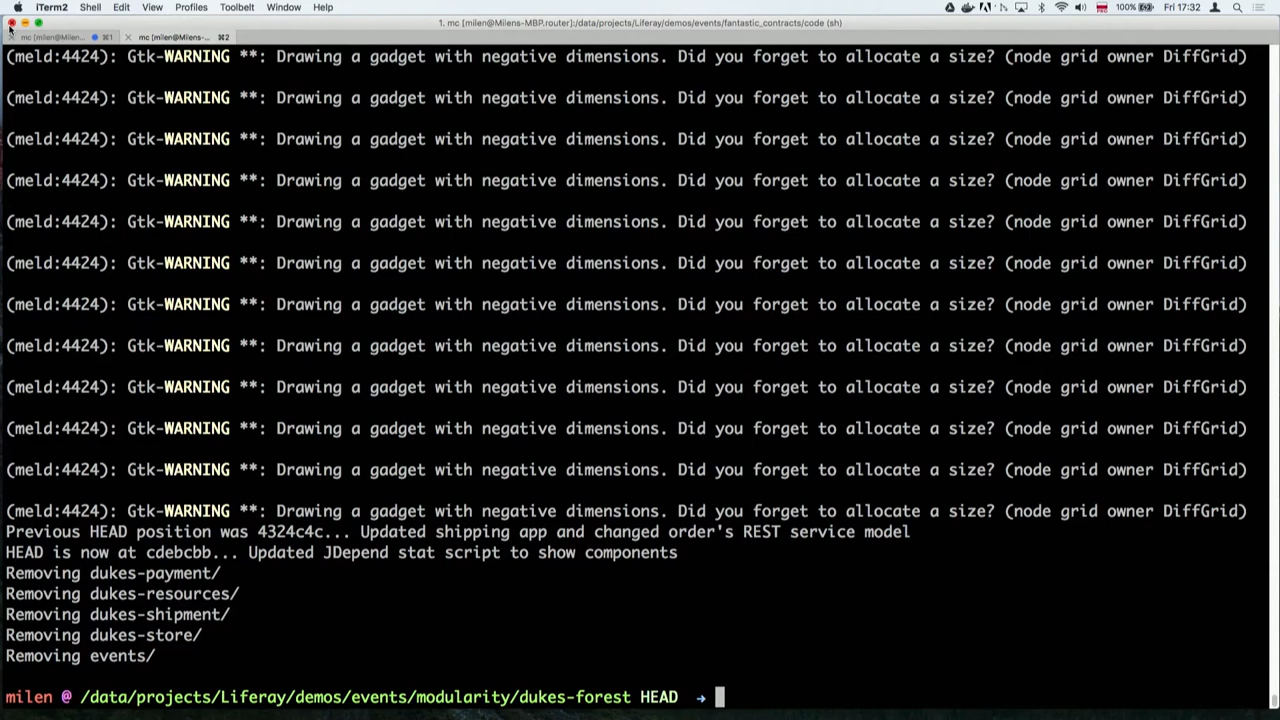 iTerm2 Shell Edit View Profiles Toolbelt Window Help 100% Fri 17:32
1. mc [milen@Milens-MBP.router]:/data/projects/Liferay/demos/events/fantastic_contracts/code (sh)
mc [milen@Milen... ⌘1 mc [milen@Milens-... ⌘2
(meld:4424): Gtk-WARNING **: Drawing a gadget with negative dimensions. Did you forget to allocate a size? (node grid owner DiffGrid)
(meld:4424): Gtk-WARNING **: Drawing a gadget with negative dimensions. Did you forget to allocate a size? (node grid owner DiffGrid)
(meld:4424): Gtk-WARNING **: Drawing a gadget with negative dimensions. Did you forget to allocate a size? (node grid owner DiffGrid)
(meld:4424): Gtk-WARNING **: Drawing a gadget with negative dimensions. Did you forget to allocate a size? (node grid owner DiffGrid)
(meld:4424): Gtk-WARNING **: Drawing a gadget with negative dimensions. Did you forget to allocate a size? (node grid owner DiffGrid)
(meld:4424): Gtk-WARNING **: Drawing a gadget with negative dimensions. Did you forget to allocate a size? (node grid owner DiffGrid)
(meld:4424): Gtk-WARNING **: Drawing a gadget with negative dimensions. Did you forget to allocate a size? (node grid owner DiffGrid)
(meld:4424): Gtk-WARNING **: Drawing a gadget with negative dimensions. Did you forget to allocate a size? (node grid owner DiffGrid)
(meld:4424): Gtk-WARNING **: Drawing a gadget with negative dimensions. Did you forget to allocate a size? (node grid owner DiffGrid)
(meld:4424): Gtk-WARNING **: Drawing a gadget with negative dimensions. Did you forget to allocate a size? (node grid owner DiffGrid)
(meld:4424): Gtk-WARNING **: Drawing a gadget with negative dimensions. Did you forget to allocate a size? (node grid owner DiffGrid)
(meld:4424): Gtk-WARNING **: Drawing a gadget with negative dimensions. Did you forget to allocate a size? (node grid owner DiffGrid)
Previous HEAD position was 4324c4c... Updated shipping app and changed order's REST service model
HEAD is now at cdebcbb... Updated JDepend stat script to show components
Removing dukes-payment/
Removing dukes-resources/
Removing dukes-shipment/
Removing dukes-store/
Removing events/
milen @ /data/projects/Liferay/demos/events/modularity/dukes-forest HEAD →